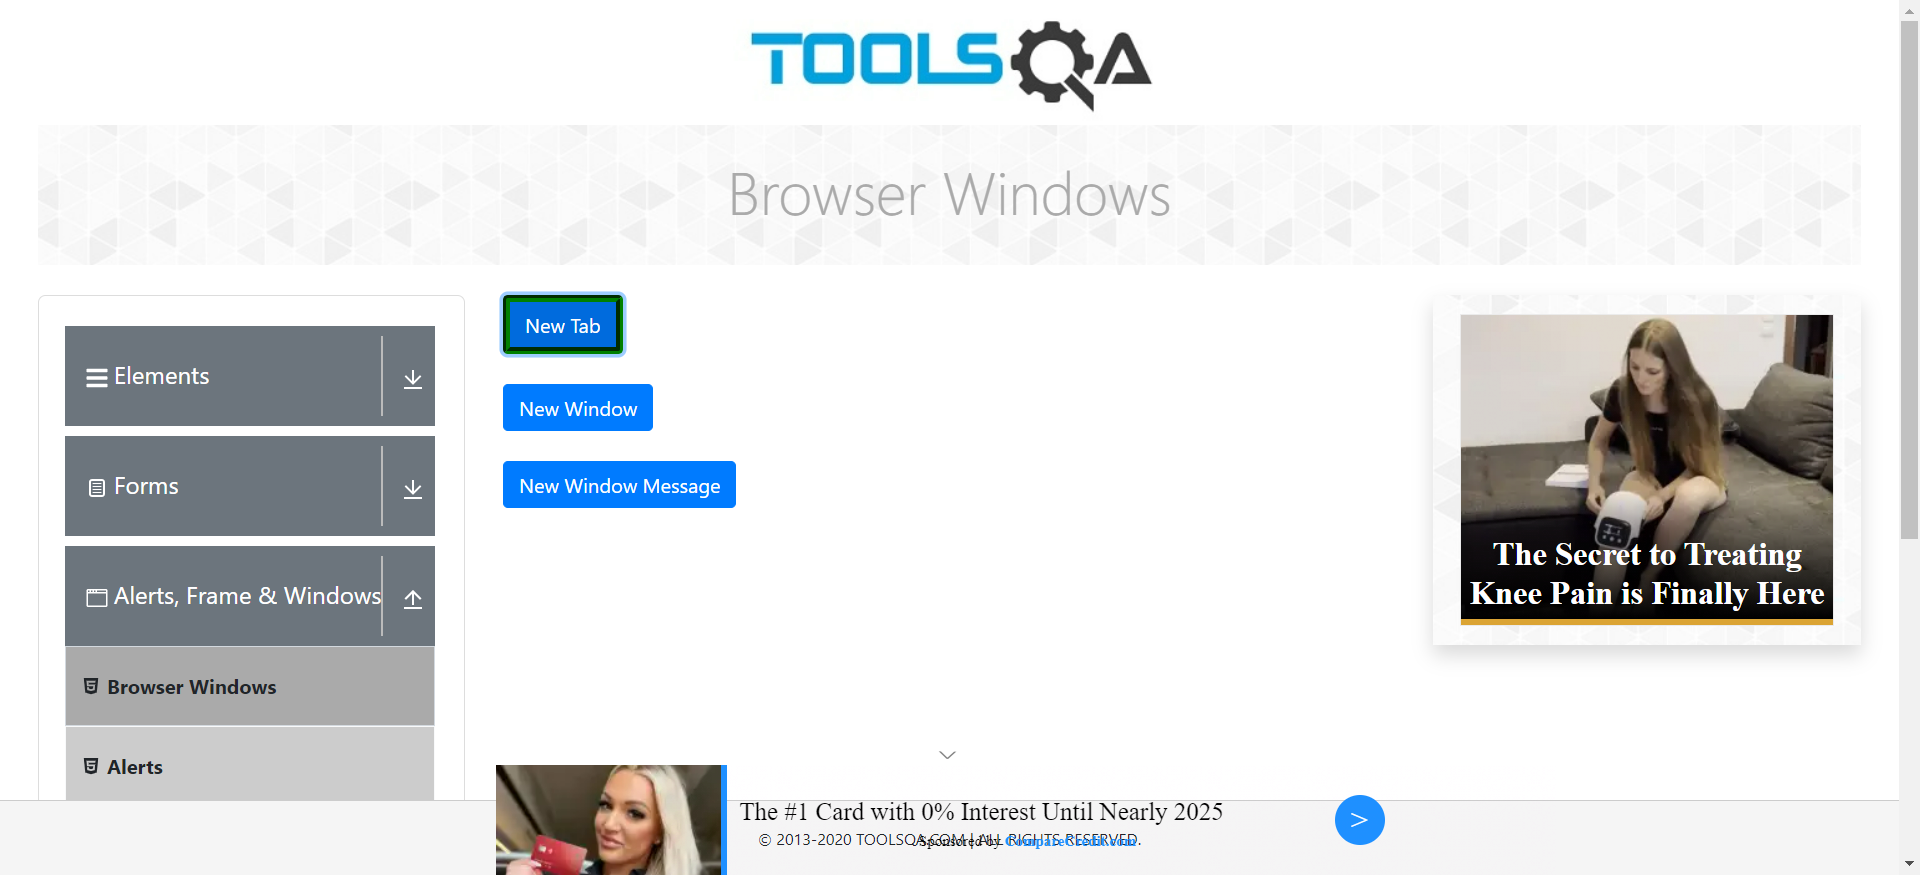 TOOLSQA
Browser Windows
Elements
Forms
Alerts, Frame & Windows
Browser Windows
Alerts
New Tab
New Window
New Window Message
The Secret to Treating
Knee Pain is Finally Here
The #1 Card with 0% Interest Until Nearly 2025
>
© 2013-2020 TOOLSQA.COM | ALL RIGHTS RESERVED.
Sponsored by CompareCredit.com